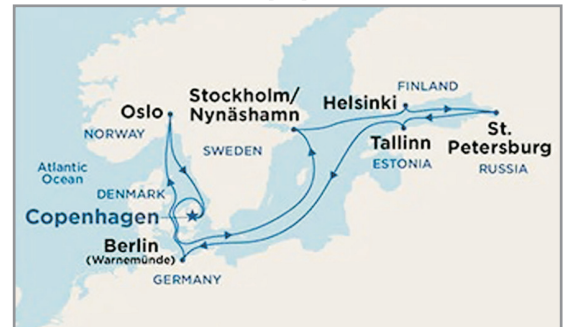 FINLAND
Stockholm/
Nynäshamn
Helsinki
Oslo
St.
Petersburg
RUSSIA
NORWAY
SWEDEN
Tallinn
ESTONIA
Atlantic
Ocean
DENMARK
Copenhagen
Berlin
(Warnemünde)
GERMANY